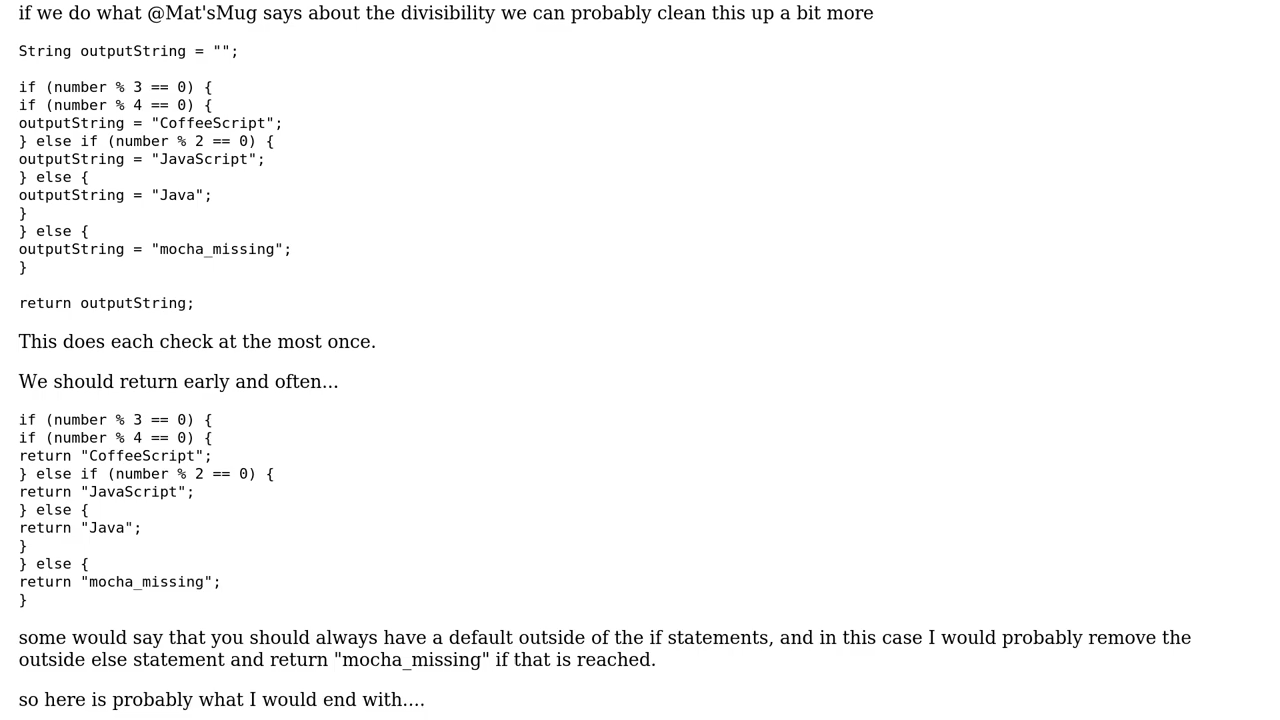 if we do what @Mat'sMug says about the divisibility we can probably clean this up a bit more
String outputString = "";
if (number % 3 == 0) {
if (number % 4 == 0) {
outputString = "CoffeeScript";
} else if (number % 2 == 0) {
outputString = "JavaScript";
} else {
outputString = "Java";
}
} else {
outputString = "mocha_missing";
}
return outputString;
This does each check at the most once.
We should return early and often...
if (number % 3 == 0) {
if (number % 4 == 0) {
return "CoffeeScript";
} else if (number % 2 == 0) {
return "JavaScript";
} else {
return "Java";
}
} else {
return "mocha_missing";
}
some would say that you should always have a default outside of the if statements, and in this case I would probably remove the
outside else statement and return "mocha_missing" if that is reached.
so here is probably what I would end with....